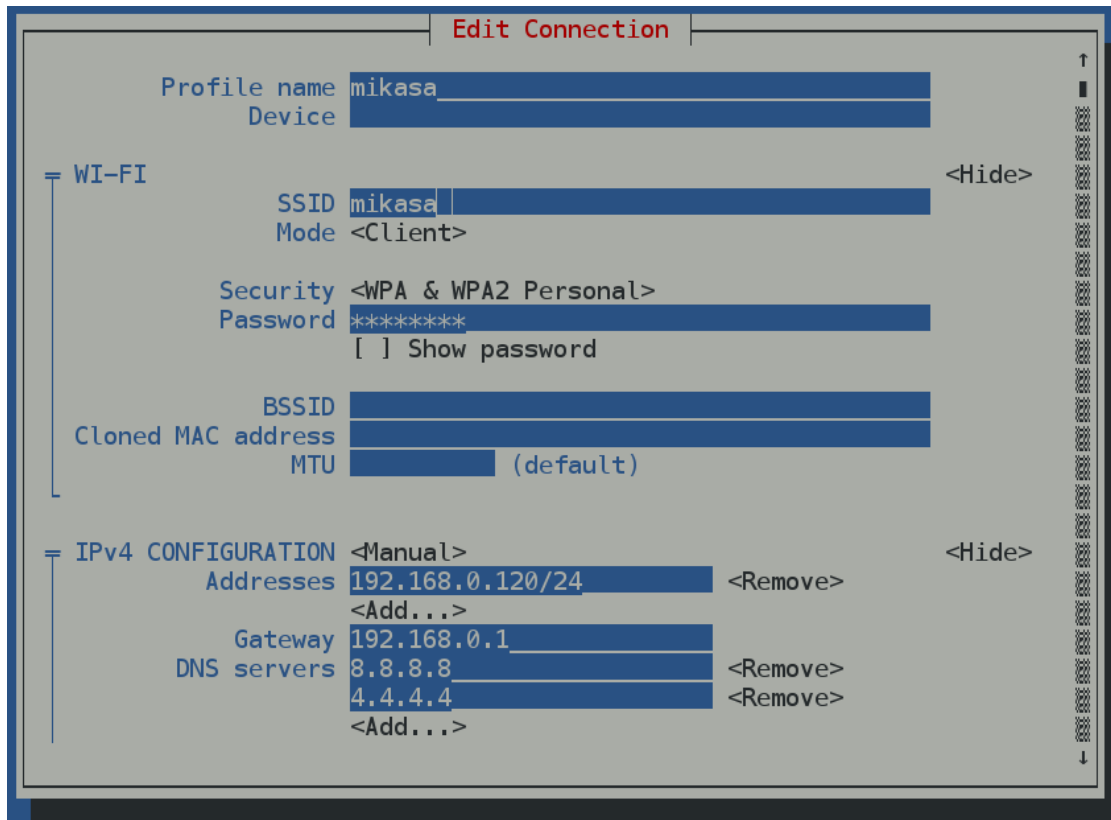 Edit Connection
Profile name mikasa
Device
WI-FI <Hide>
SSID mikasa
Mode <Client>
Security <WPA & WPA2 Personal>
Password ********
[ ] Show password
BSSID
Cloned MAC address
MTU (default)
IPv4 CONFIGURATION <Manual> <Hide>
Addresses 192.168.0.120/24 <Remove>
<Add...>
Gateway 192.168.0.1
DNS servers 8.8.8.8 <Remove>
4.4.4.4 <Remove>
<Add...>